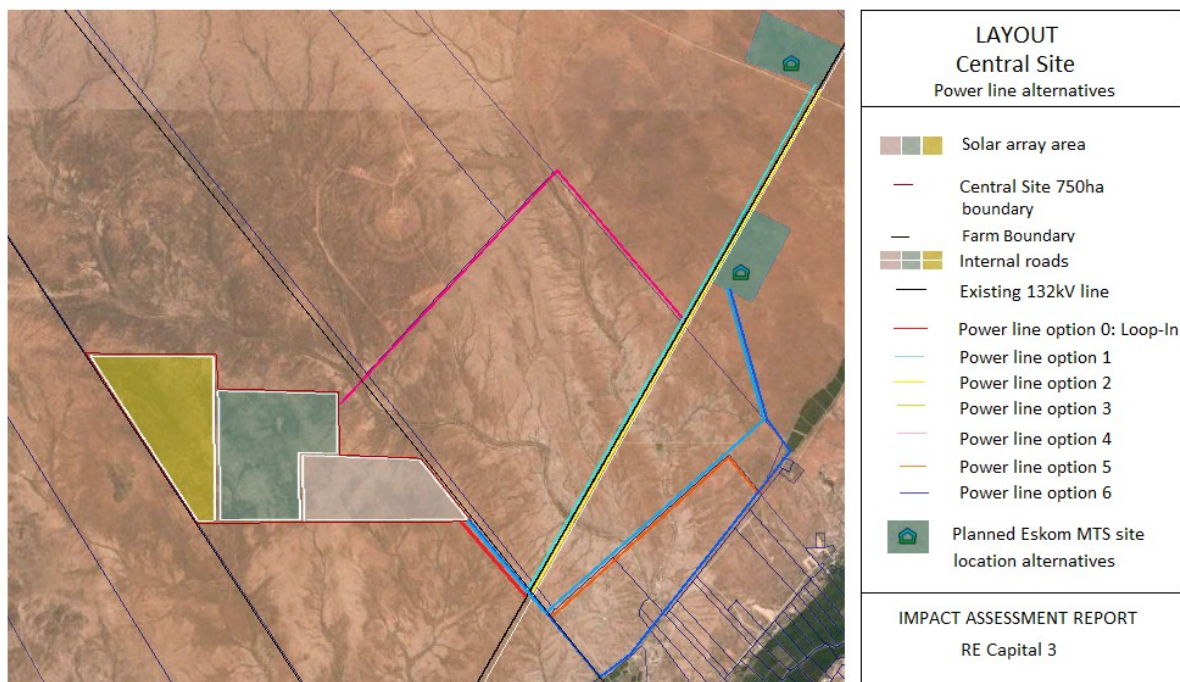 LAYOUT
Central Site
Power line alternatives
Solar array area
Central Site 750ha
boundary
Farm Boundary
Internal roads
Existing 132kV line
Power line option 0: Loop-In
Power line option 1
Power line option 2
Power line option 3
Power line option 4
Power line option 5
Power line option 6
Planned Eskom MTS site
location alternatives
IMPACT ASSESSMENT REPORT
RE Capital 3